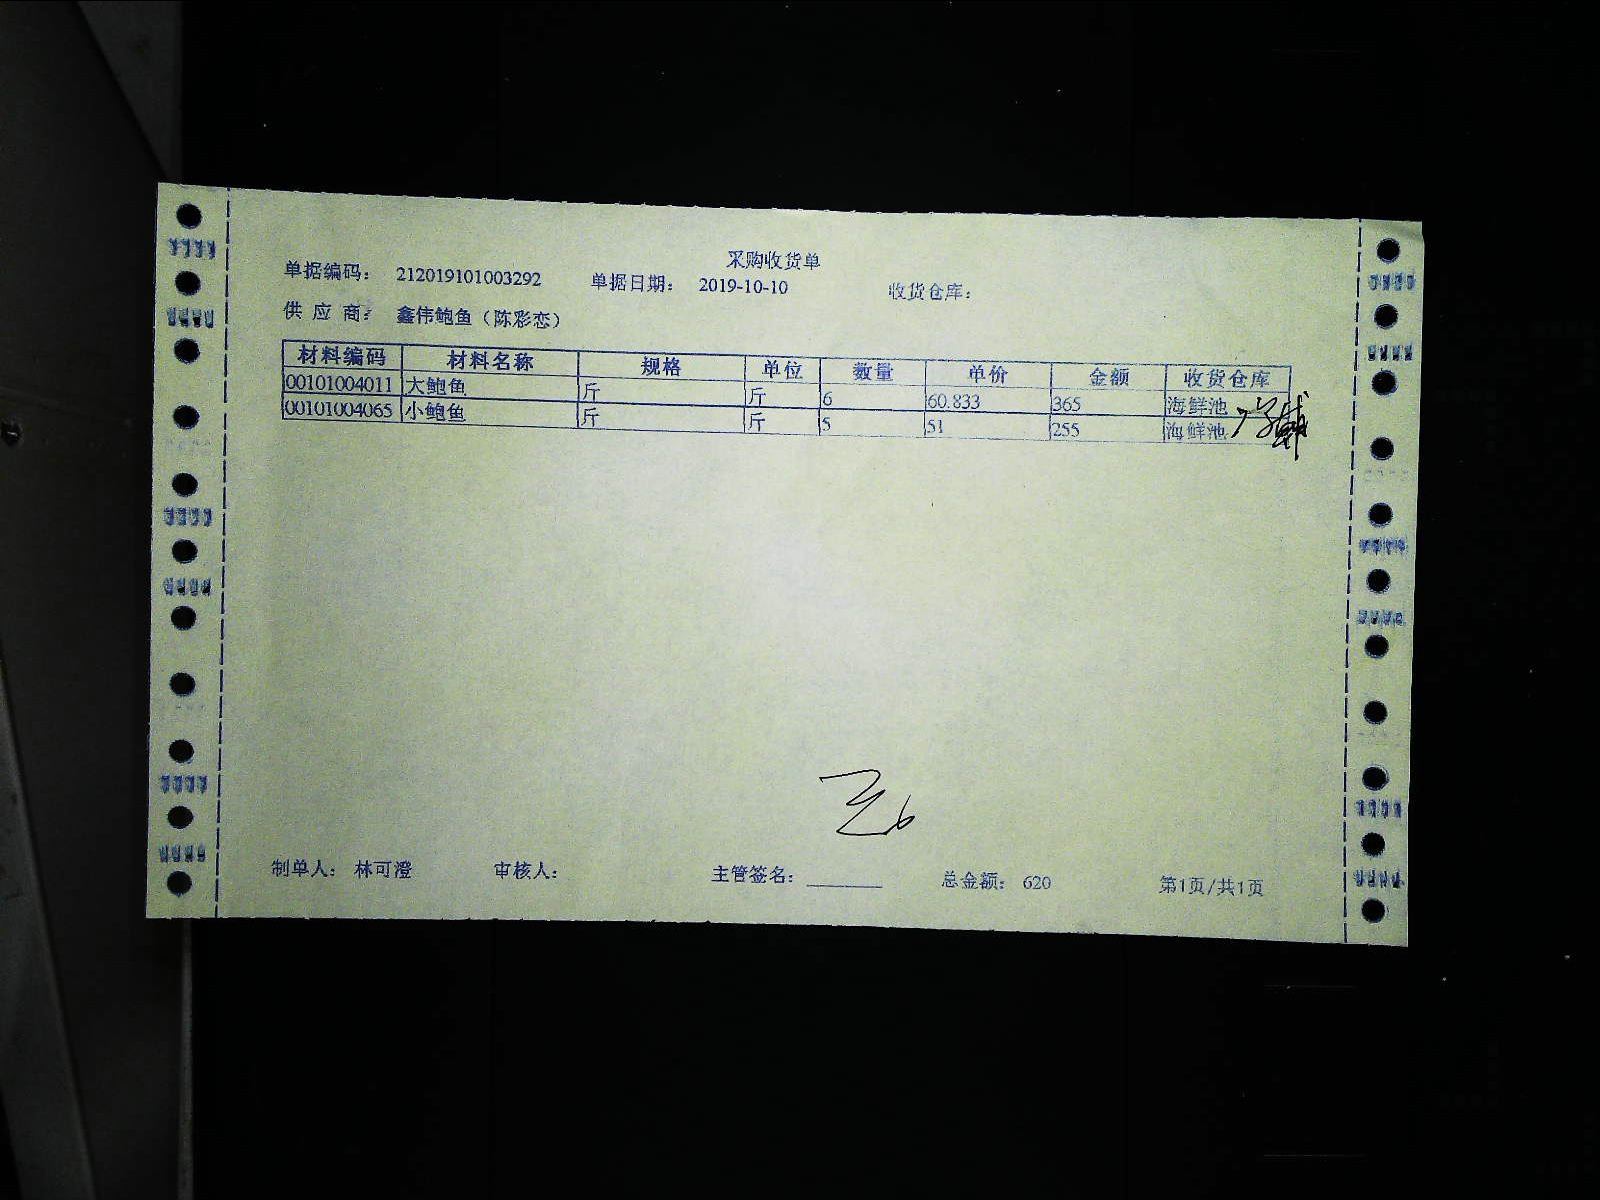 采购收货单
单据编码： 212019101003292 单据日期： 2019-10-10 收货仓库：
供 应 商： 鑫伟鲍鱼（陈彩恋）
材料编码 材料名称 规格 单位 数量 单价 金额 收货仓库
00101004011 大鲍鱼 斤 斤 6 60.833 365 海鲜池
00101004065 小鲍鱼 斤 斤 5 51 255 海鲜池
制单人： 林可澄 审核人： 主管签名： 总金额： 620 第1页/共1页